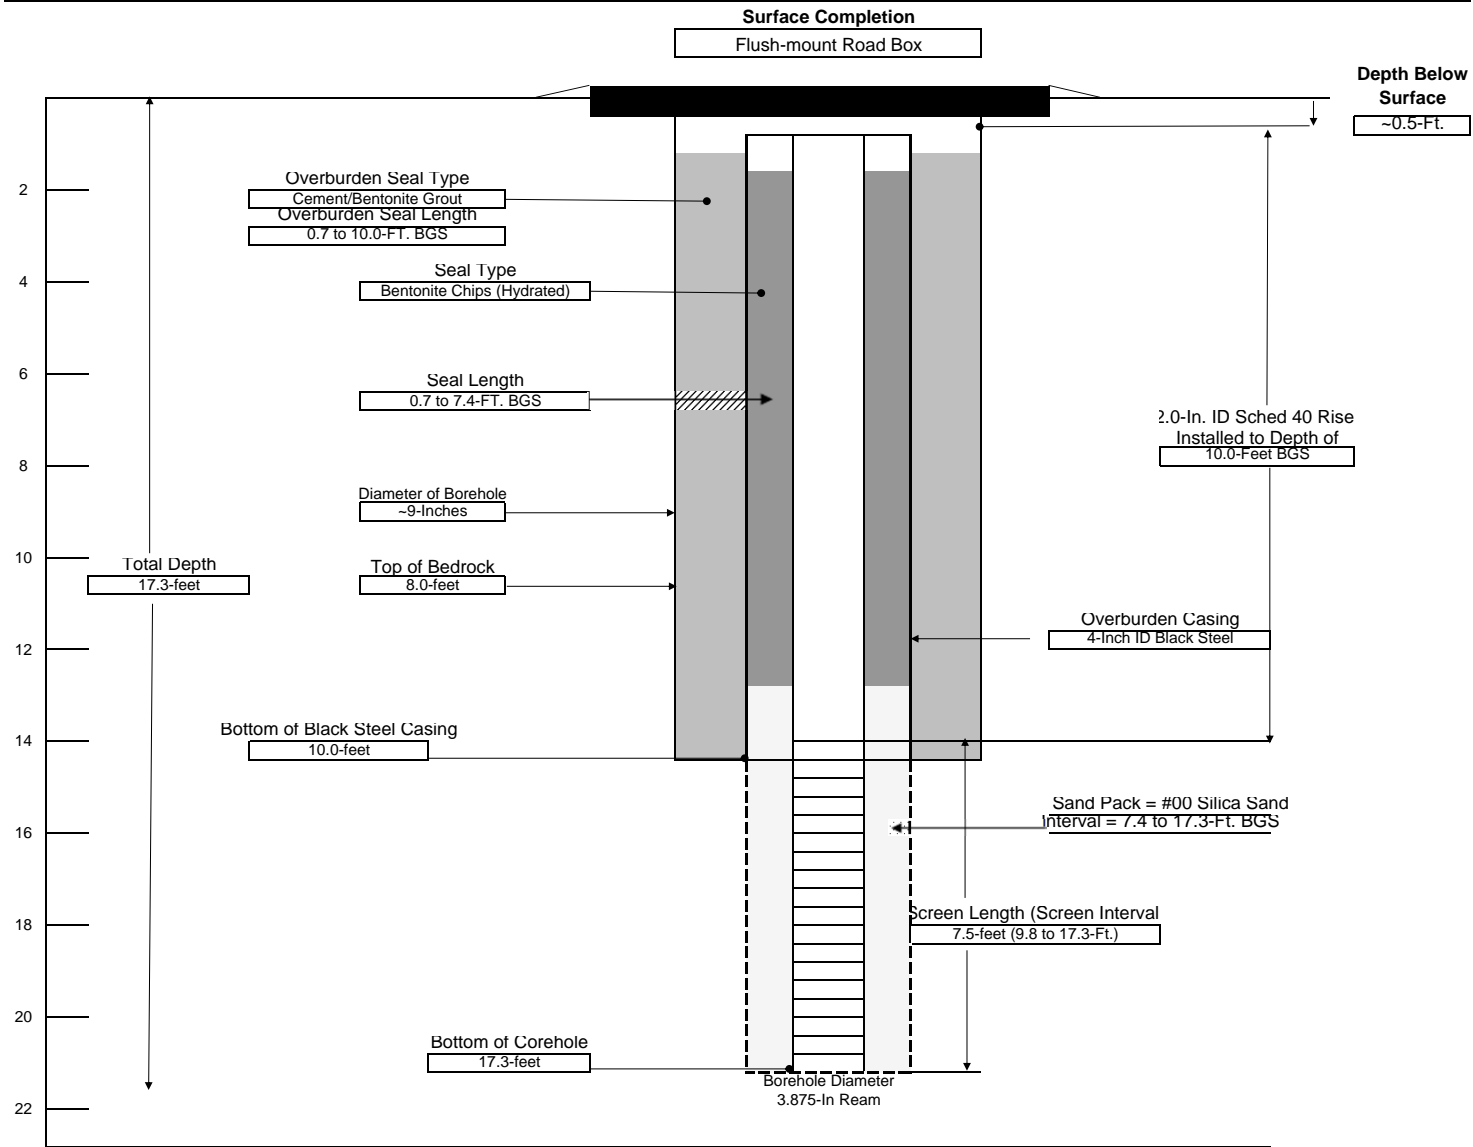 Surface Completion
Flush-mount Road Box
Depth Below
Surface
~0.5-Ft.
2
Overburden Seal Type
Cement/Bentonite Grout
Overburden Seal Length
0.7 to 10.0-FT. BGS
Seal Type
4
Bentonite Chips (Hydrated)
6
Seal Length
0.7 to 7.4-FT. BGS
2.0-In. ID Sched 40 Rise
Installed to Depth of
10.0-Feet BGS
8
Diameter of Borehole
~9-Inches
10
Total Depth
17.3-feet
Top of Bedrock
8.0-feet
Overburden Casing
4-Inch ID Black Steel
12
Bottom of Black Steel Casing
10.0-feet
14
Sand Pack = #00 Silica Sand
Interval = 7.4 to 17.3-Ft. BGS
16
Screen Length (Screen Interval
7.5-feet (9.8 to 17.3-Ft.)
18
20
Bottom of Corehole
17.3-feet
Borehole Diameter
3.875-In Ream
22